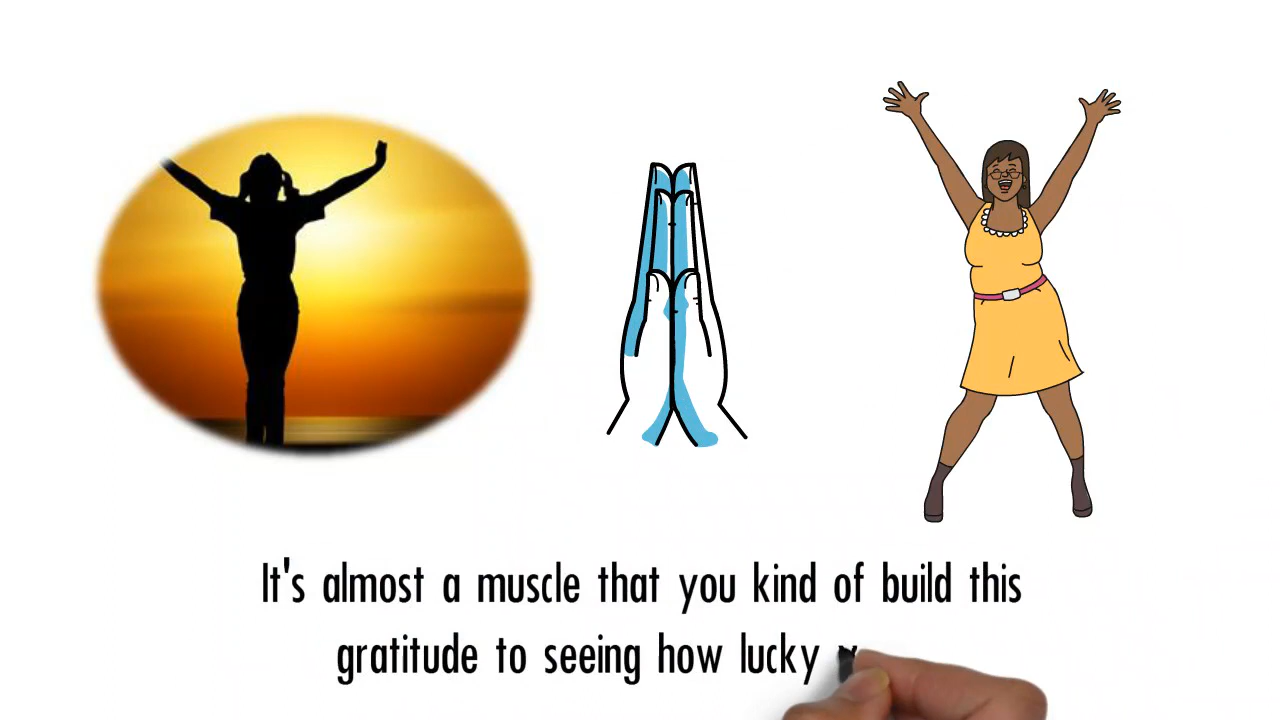 It's almost a muscle that you kind of build this
gratitude to seeing how lucky